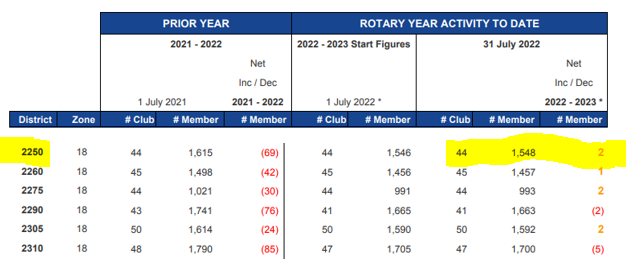 PRIOR YEAR ROTARY YEAR ACTIVITY TO DATE
2021 - 2022 2022 - 2023 Start Figures 31 July 2022
Net Net
Inc / Dec Inc / Dec
1 July 2021 2021 - 2022 1 July 2022 * 2022 - 2023 *
District Zone # Club # Member # Member # Club # Member # Club # Member # Member
2250 18 44 1,615 (69) 44 1,546 44 1,548 2
2260 18 45 1,498 (42) 45 1,456 45 1,457 1
2275 18 44 1,021 (30) 44 991 44 993 2
2290 18 43 1,741 (76) 41 1,665 41 1,663 (2)
2305 18 50 1,614 (24) 50 1,590 50 1,592 2
2310 18 48 1,790 (85) 47 1,705 47 1,700 (5)